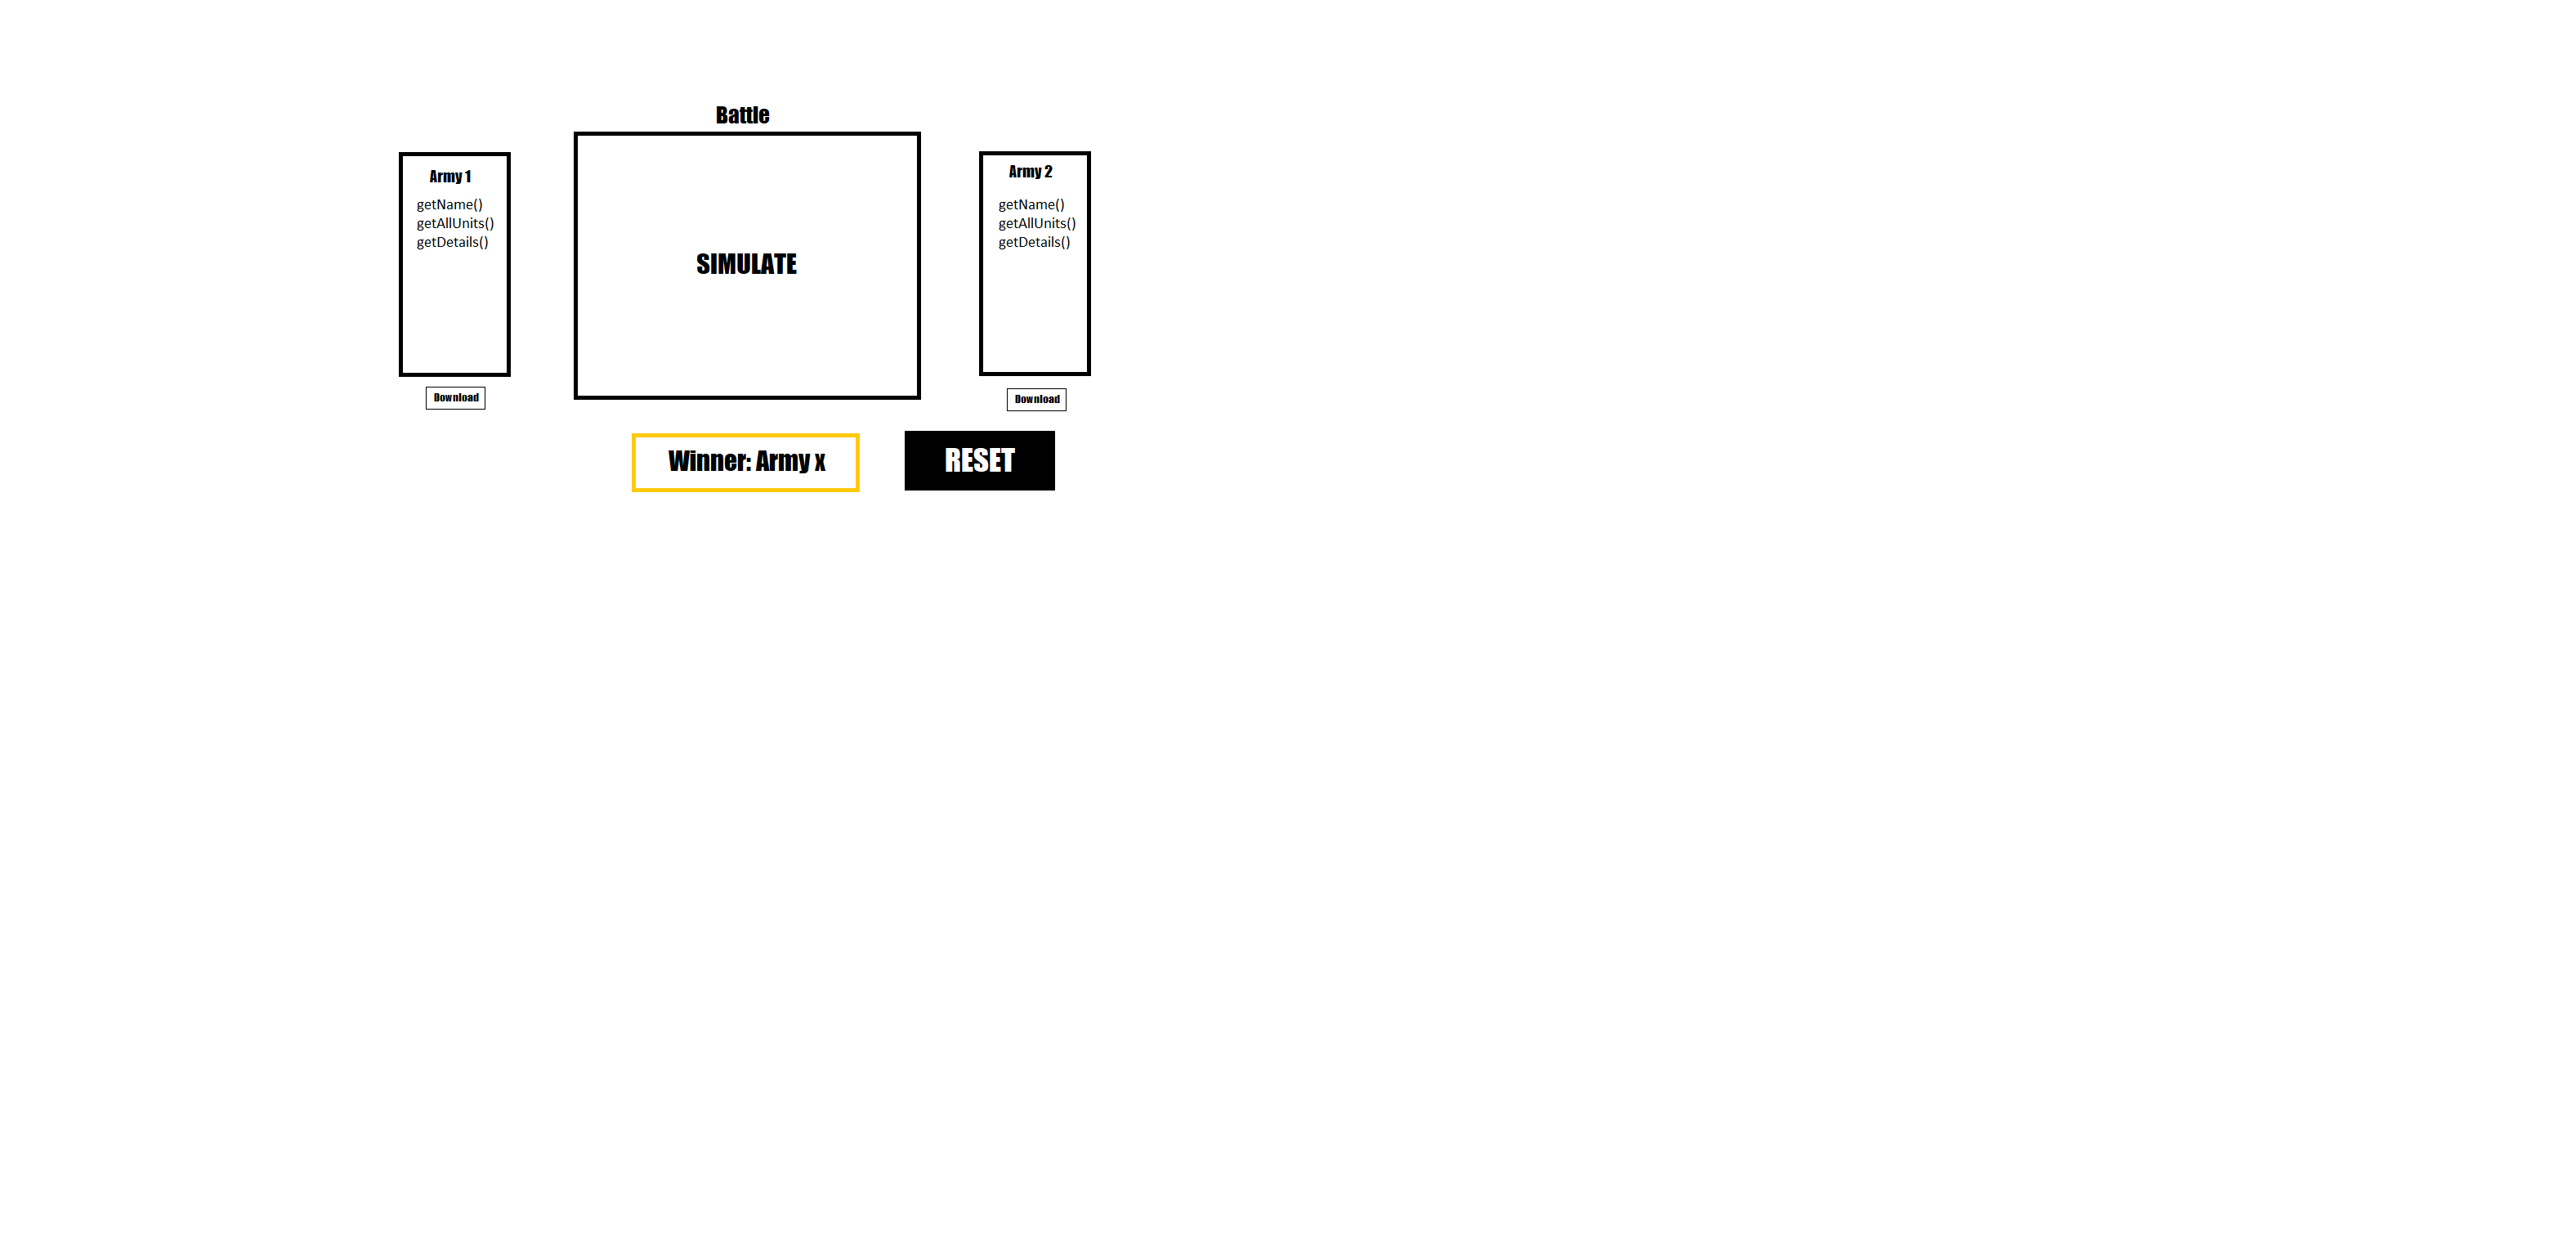 Battle
Army 1
getName()
getAllUnits()
getDetails()
Download
SIMULATE
Army 2
getName()
getAllUnits()
getDetails()
Download
Winner: Army x
RESET